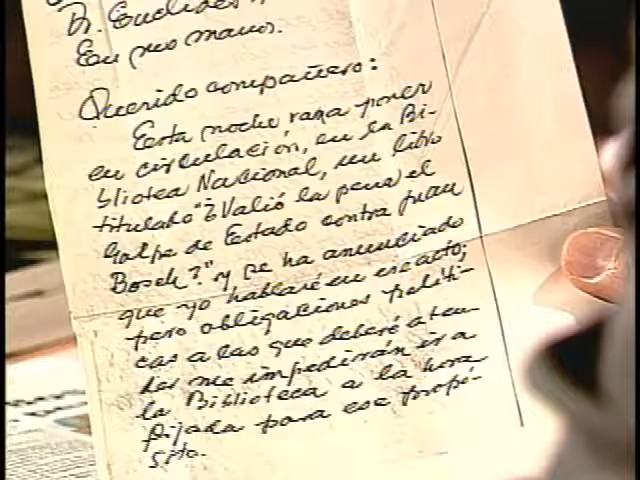 Dr. Euclides
En sus manos.
Querido compañero:
Esta noche van a poner
en circulación, en la Bi-
blioteca Nacional, un libro
titulado "¿Valió la pena el
Golpe de Estado contra Juan
Bosch?" y se ha anunciado
que yo hablaré en ese acto;
pero obligaciones políti-
cas a las que deberé aten-
der me impedirán ir a
la Biblioteca a la hora
fijada para ese propó-
sito.